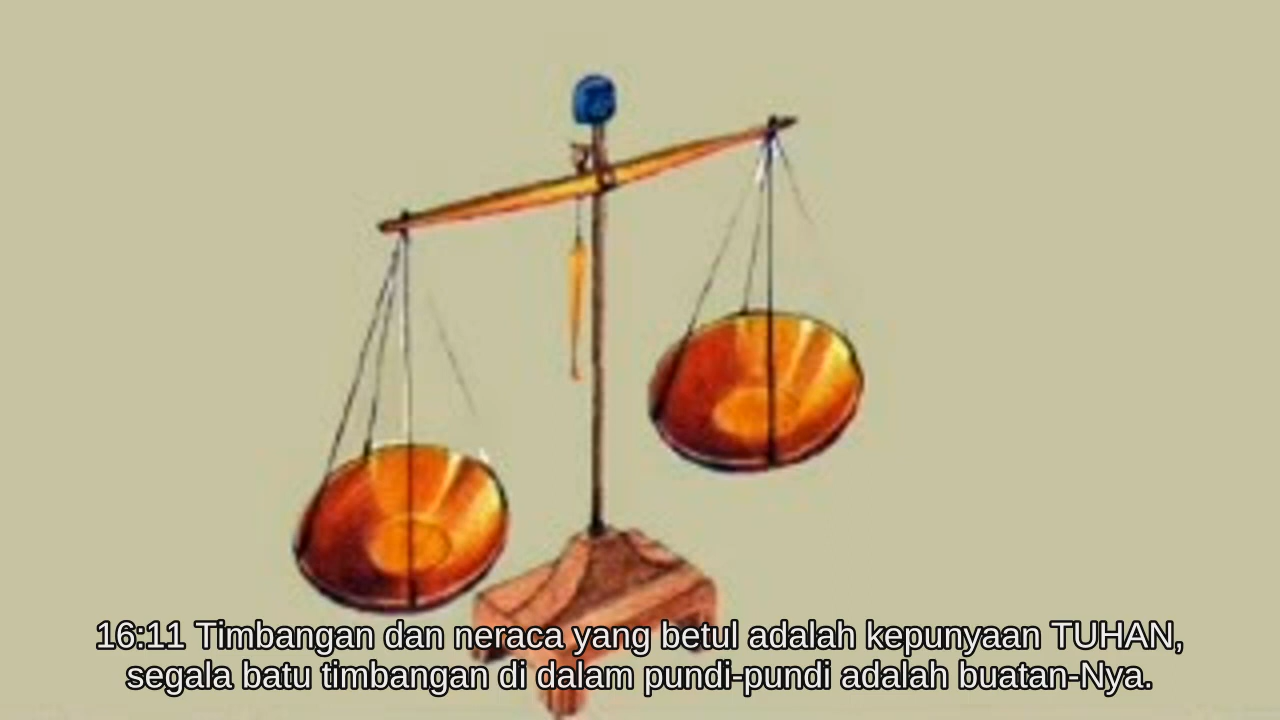 16:11 Timbangan dan neraca yang betul adalah kepunyaan TUHAN,
segala batu timbangan di dalam pundi-pundi adalah buatan-Nya.